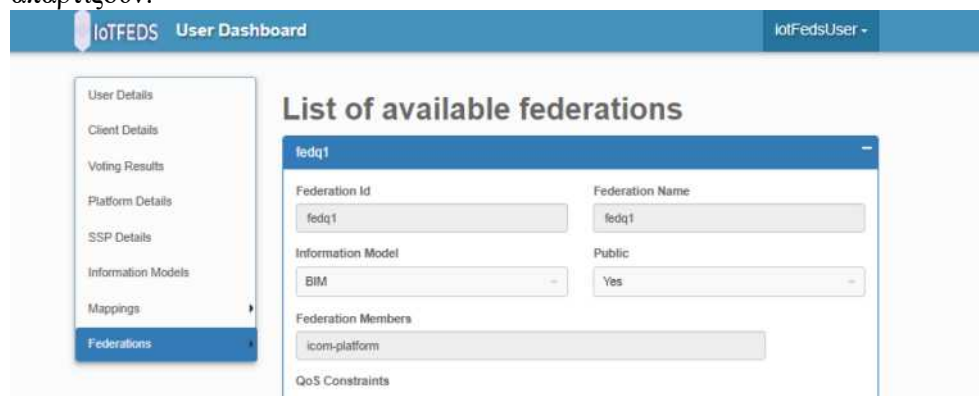 απαρτίζουν.
IoTFEDS User Dashboard
iotFedsUser
User Details
Client Details
Voting Results
Platform Details
SSP Details
Information Models
Mappings
Federations
List of available federations
fedq1
Federation Id
Federation Name
fedq1
fedq1
Information Model
Public
BIM
Yes
Federation Members
icom-platform
QoS Constraints